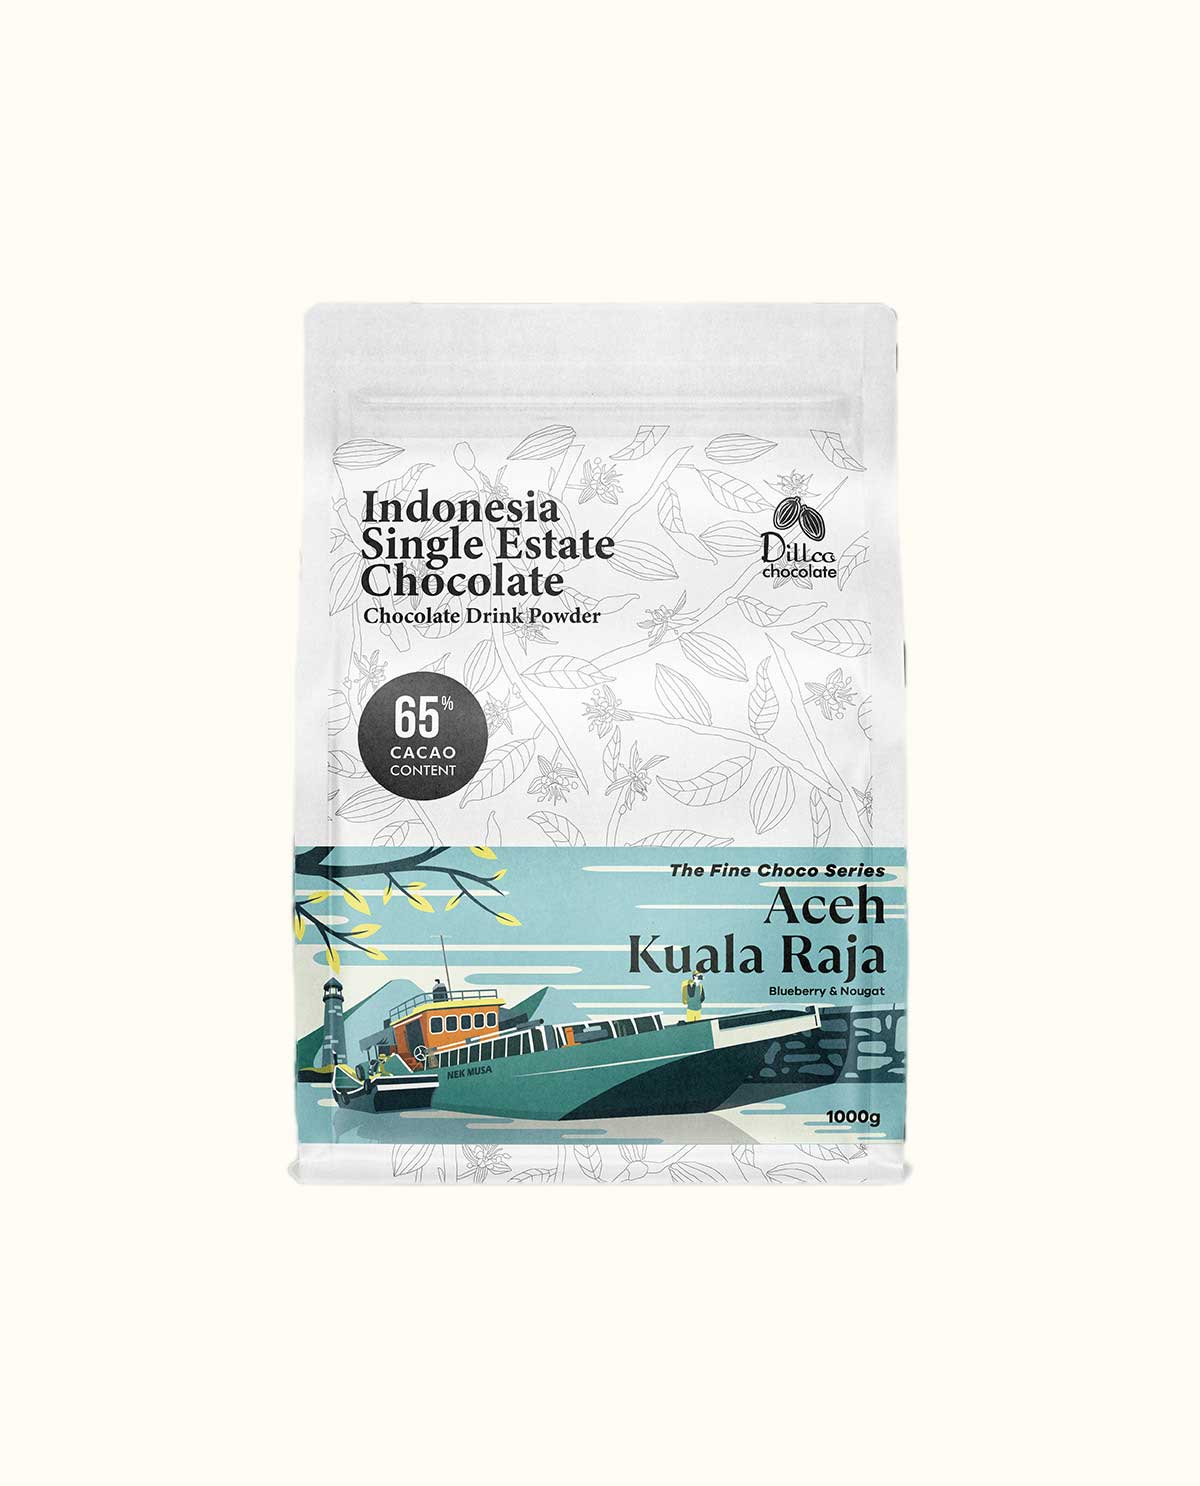 Indonesia
Single Estate
Chocolate
Chocolate Drink Powder
Dillco
chocolate
65%
CACAO
CONTENT
The Fine Choco Series
Aceh
Kuala Raja
Blueberry & Nougat
NEK MUSA
1000g